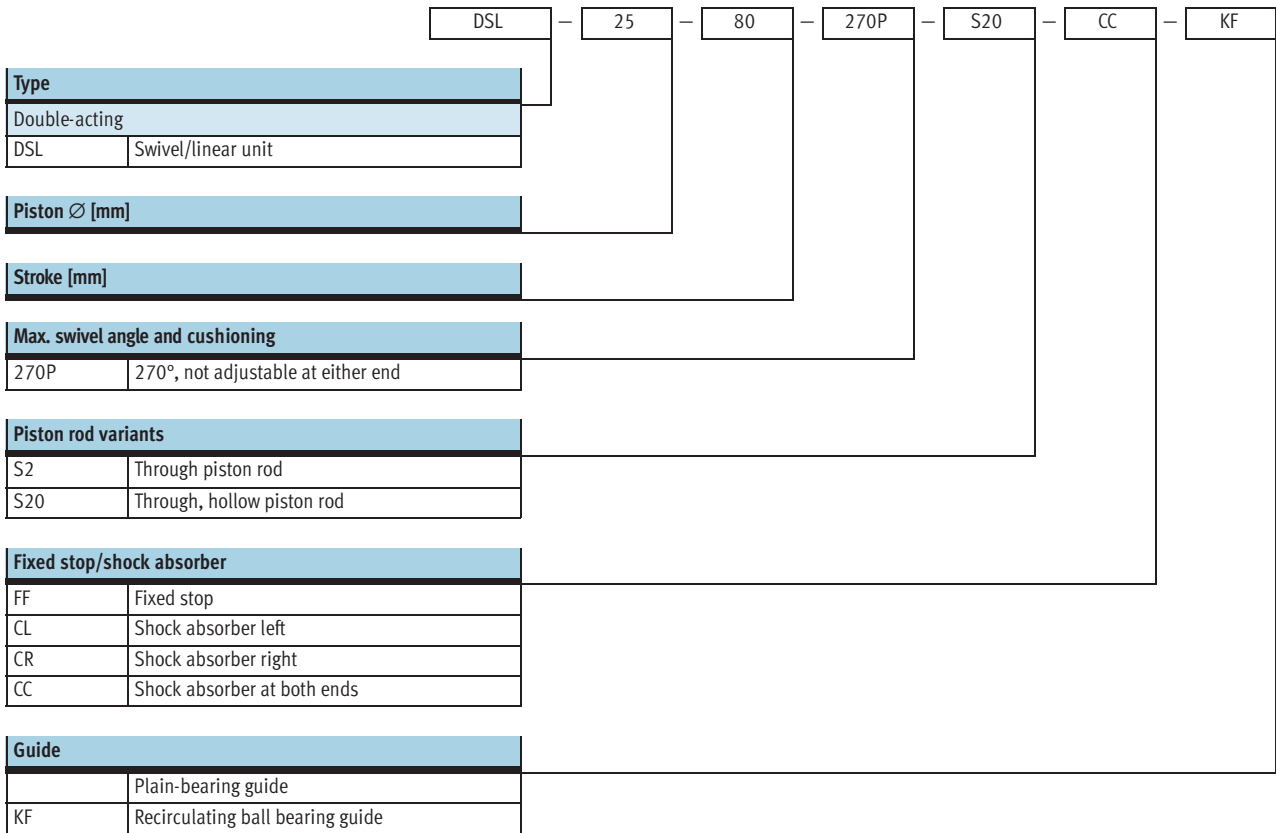 DSL — 25 — 80 — 270P — S20 — CC — KF
Type
Double-acting
DSL Swivel/linear unit
Piston ∅ [mm]
Stroke [mm]
Max. swivel angle and cushioning
270P 270°, not adjustable at either end
Piston rod variants
S2 Through piston rod
S20 Through, hollow piston rod
Fixed stop/shock absorber
FF Fixed stop
CL Shock absorber left
CR Shock absorber right
CC Shock absorber at both ends
Guide
Plain-bearing guide
KF Recirculating ball bearing guide